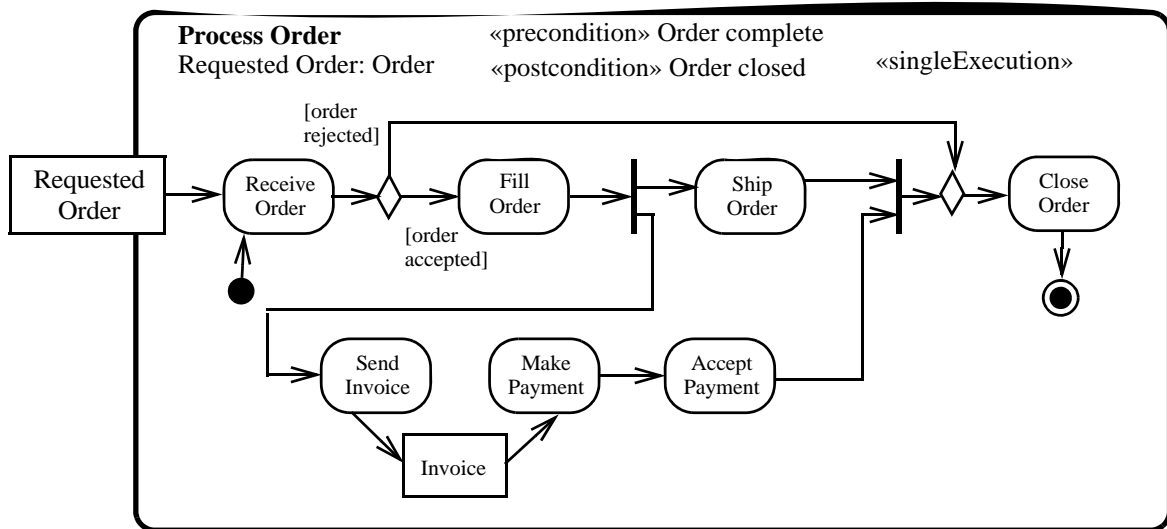 Process Order
Requested Order: Order
«precondition» Order complete
«postcondition» Order closed
«singleExecution»
[order
rejected]
Requested
Order
Receive
Order
Fill
Order
Ship
Order
Close
Order
[order
accepted]
Send
Invoice
Make
Payment
Accept
Payment
Invoice